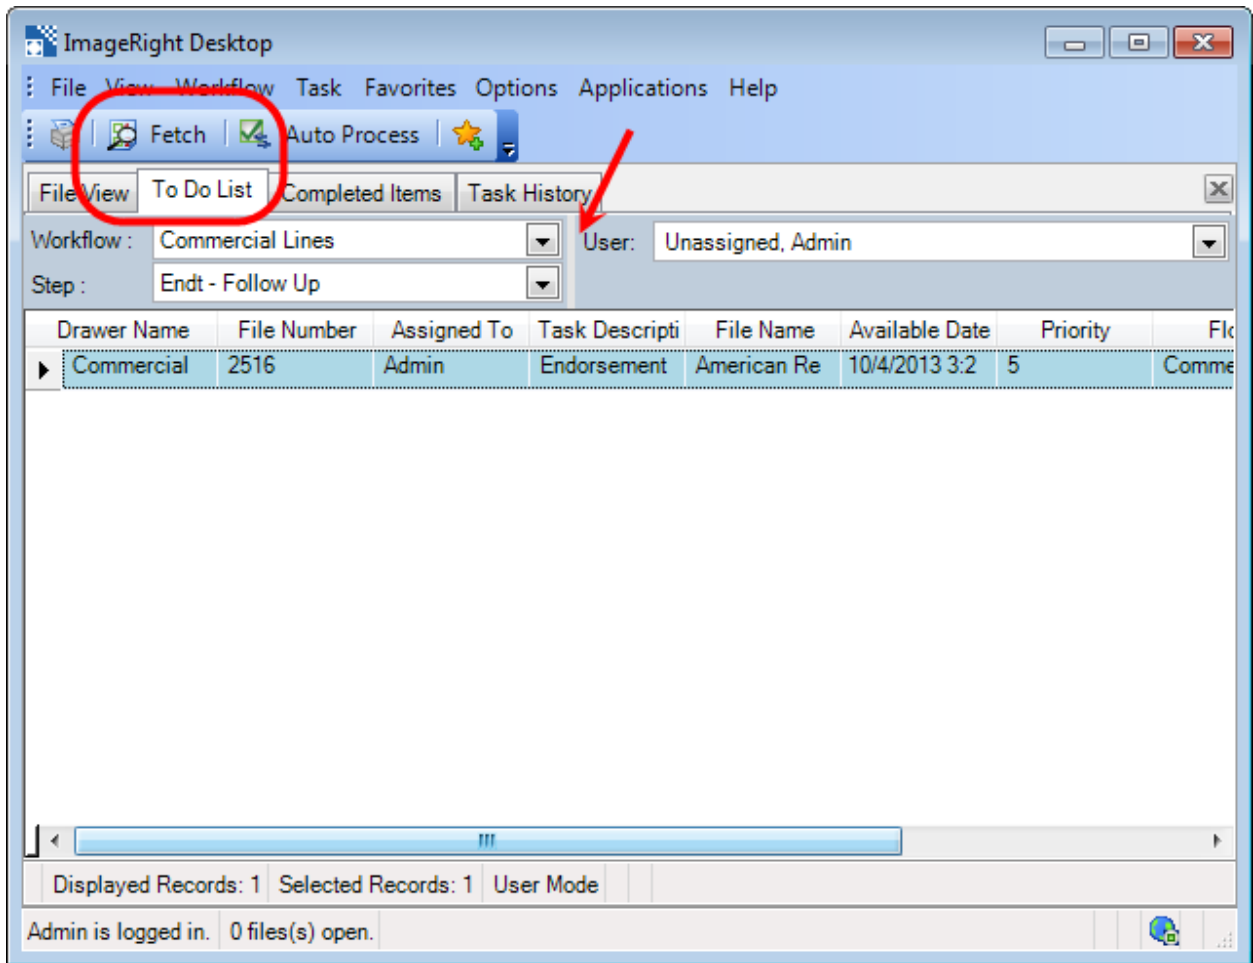 ImageRight Desktop
File View Workflow Task Favorites Options Applications Help
Fetch Auto Process
File View To Do List Completed Items Task History
Workflow : Commercial Lines User: Unassigned, Admin
Step : Endt - Follow Up
Drawer Name File Number Assigned To Task Descripti File Name Available Date Priority Flo
Commercial 2516 Admin Endorsement American Re 10/4/2013 3:2 5 Comme
Displayed Records: 1 Selected Records: 1 User Mode
Admin is logged in. 0 files(s) open.